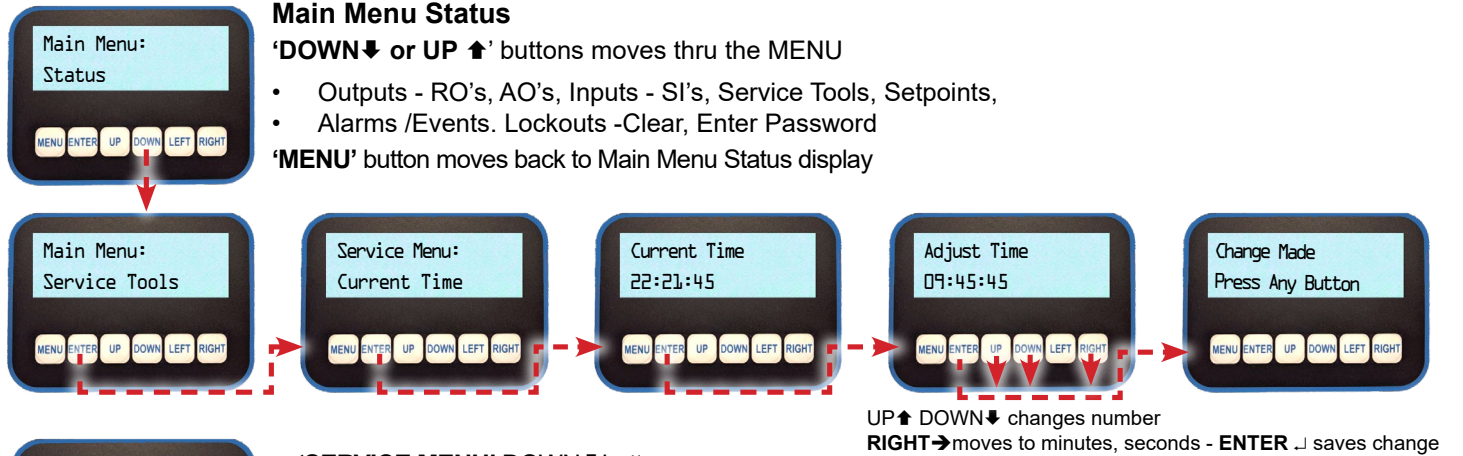 Main Menu Status
‘DOWN⬇ or UP ⬆’ buttons moves thru the MENU
• Outputs - RO’s, AO’s, Inputs - SI’s, Service Tools, Setpoints,
• Alarms /Events. Lockouts -Clear, Enter Password
‘MENU’ button moves back to Main Menu Status display
Main Menu:
Status
MENU ENTER UP DOWN LEFT RIGHT
Main Menu:
Service Tools
MENU ENTER UP DOWN LEFT RIGHT
Service Menu:
Current Time
MENU ENTER UP DOWN LEFT RIGHT
Current Time
22:21:45
MENU ENTER UP DOWN LEFT RIGHT
Adjust Time
09:45:45
MENU ENTER UP DOWN LEFT RIGHT
Change Made
Press Any Button
MENU ENTER UP DOWN LEFT RIGHT
UP⬆ DOWN⬇ changes number
RIGHT➔moves to minutes, seconds - ENTER ↵ saves change